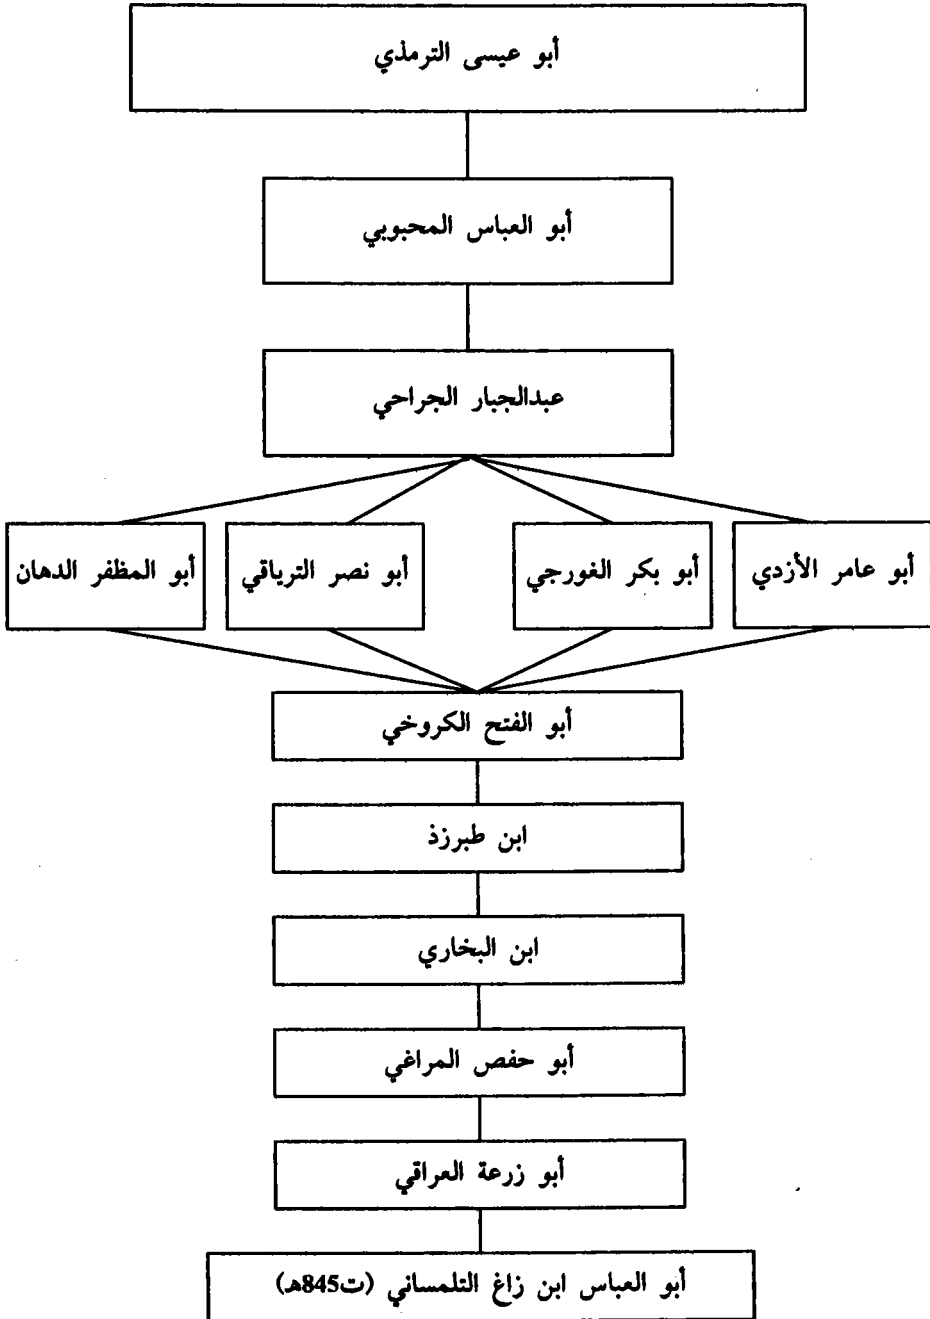 أبو عيسى الترمذي
أبو العباس المحبوبي
عبدالجبار الجراحي
أبو عامر الأزدي
أبو بكر الغورجي
أبو نصر الترياقي
أبو المظفر الدهان
أبو الفتح الكروخي
ابن طبرزذ
ابن البخاري
أبو حفص المراغي
أبو زرعة العراقي
أبو العباس ابن زاغ التلمساني (ت845هـ)